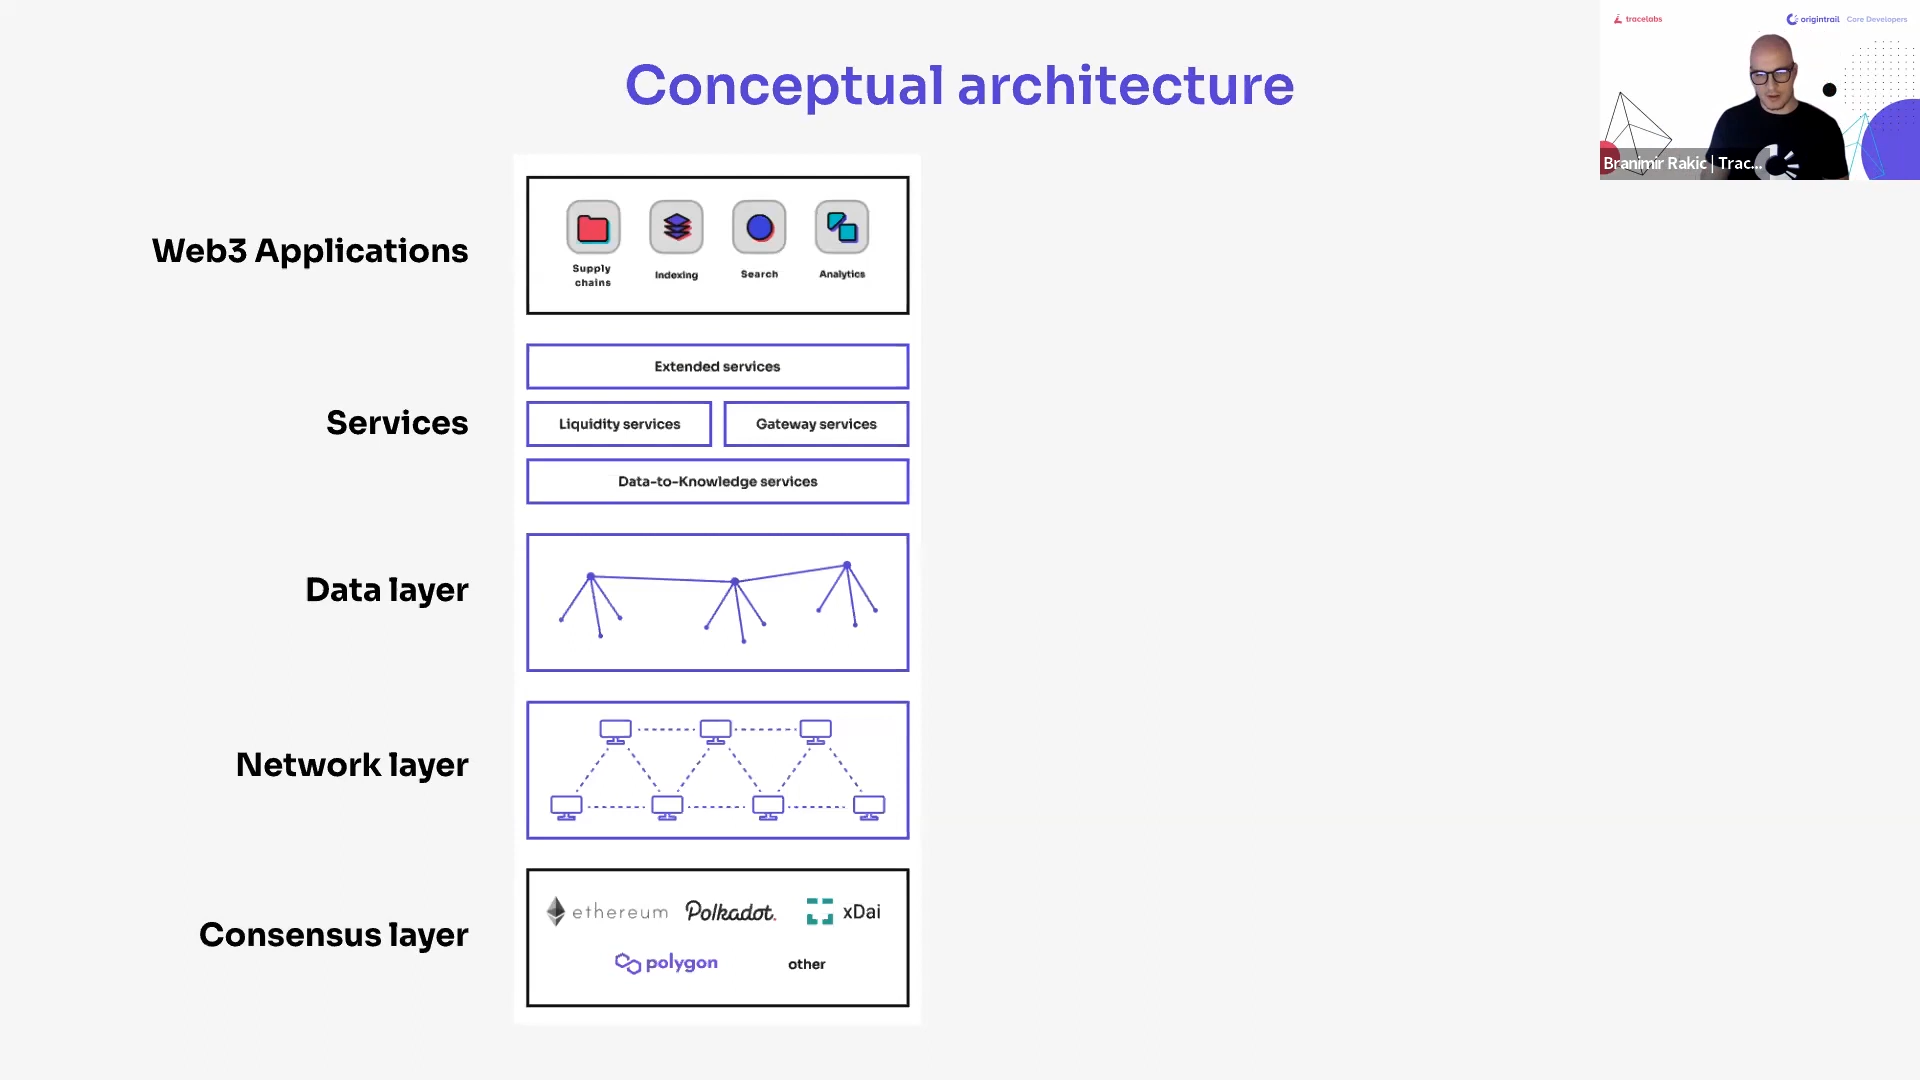 Conceptual architecture
tracelabs
origintrail Core Developers
Branimir Rakic | Trac...
Web3 Applications
Supply
chains
Indexing
Search
Analytics
Services
Extended services
Liquidity services
Gateway services
Data-to-Knowledge services
Data layer
Network layer
Consensus layer
ethereum
Polkadot.
xDai
polygon
other